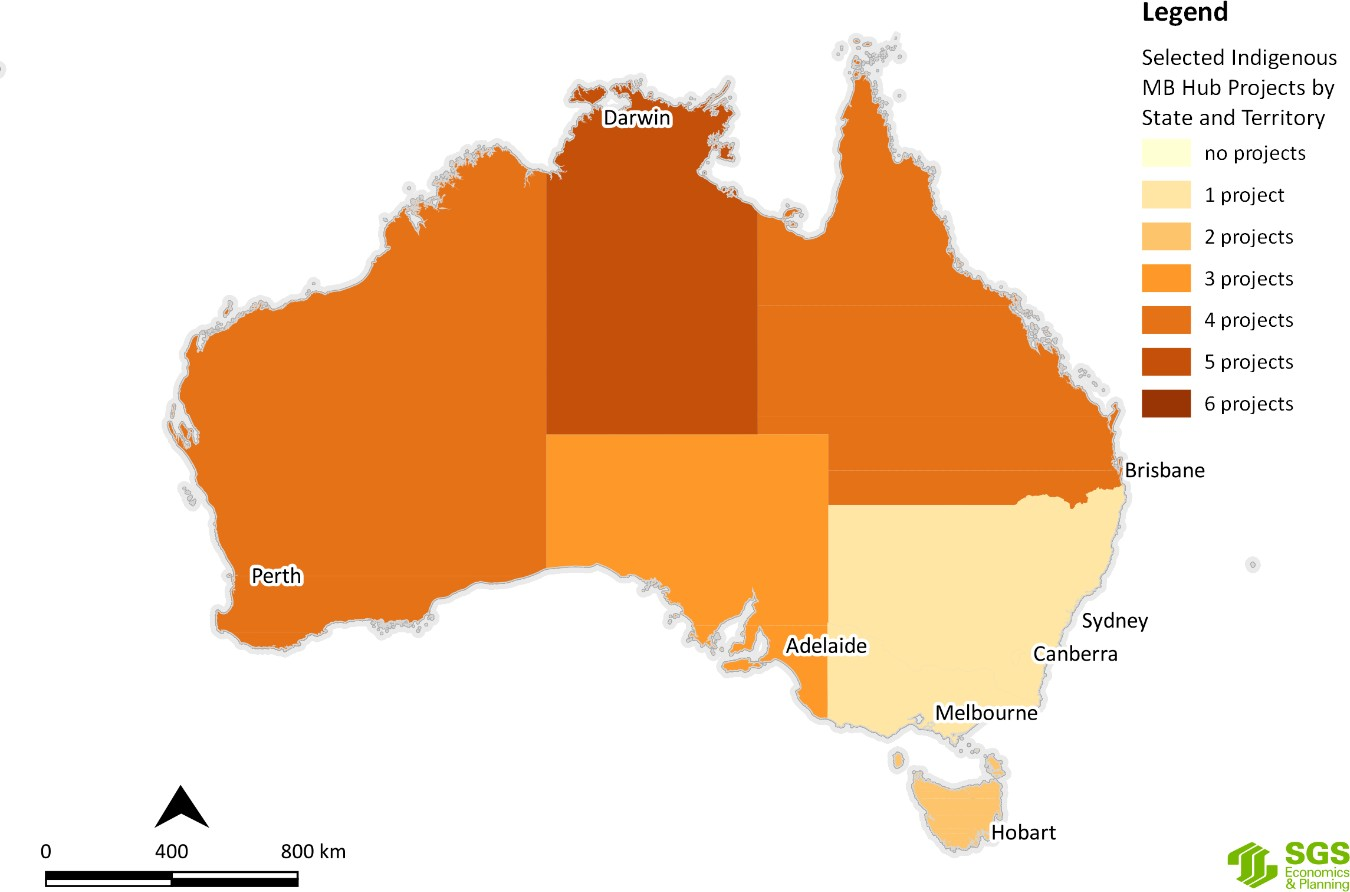 Legend
Selected Indigenous
MB Hub Projects by
State and Territory
no projects
1 project
2 projects
3 projects
4 projects
5 projects
6 projects
Darwin
Brisbane
Perth
Sydney
Adelaide
Canberra
Melbourne
Hobart
0 400 800 km
SGS
Economics
& Planning